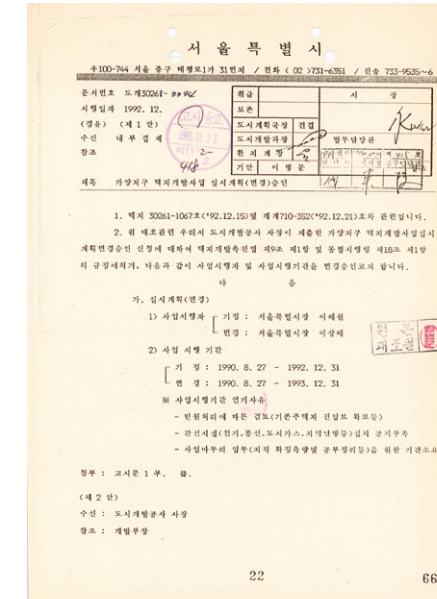 서울특별시
우100-744 서울 중구 태평로1가 31번지 / 전화 (02)731-6351 / 전송 733-9535~6
문서번호 도개30261-
시행일자 1992. 12.
(경유) (제 1 안)
수신 내부결재
참조
취급 시 장
보존
도시계획국장 전결
도시개발과장 법무담당관
환지계장
기안 이병문
제목 가양지구 택지개발사업 실시계획(변경)승인
1. 택지 30261-1067호('92.12.15)및 계계710-352('92.12.21)호와 관련입니다.
2. 위 대호관련 우리시 도시개발공사 사장이 제출한 가양지구 택지개발사업실시
계획변경승인 신청에 대하여 택지개발촉진법 제9조 제1항 및 동법시행령 제18조 제1항
의 규정에의거, 다음과 같이 사업시행자 및 사업시행기간을 변경승인코저 합니다.
다 음
가. 실시계획(변경)
1) 사업시행자 기정 : 서울특별시장 이해원
변경 : 서울특별시장 이상배
2) 사업 시행 기간
기 정 : 1990. 8. 27 - 1992. 12. 31
변 경 : 1990. 8. 27 - 1993. 12. 31
※ 사업시행기간 연기사유
- 민원처리에 따른 검토(기존주택지 진입로 확보등)
- 간선시설(전기,통신,도시가스,지역난방등)설치 공기부족
- 사업마무리 업무(지적 확정측량및 공부정리등)을 위한 기간소요
첨부 : 고시문 1 부. 끝.
(제 2 안)
수신 : 도시개발공사 사장
참조 : 개발부장
22
66